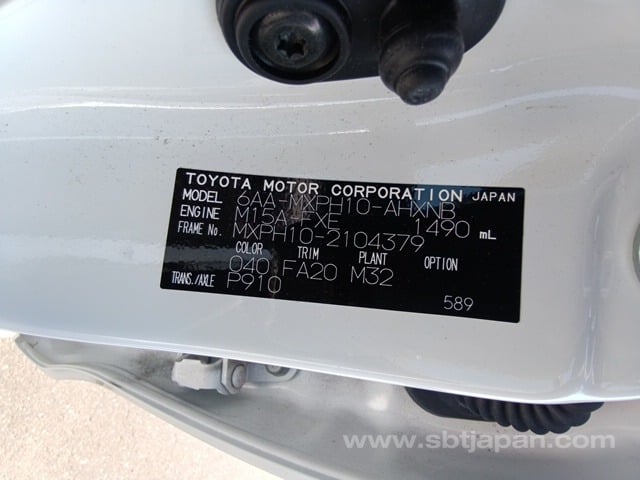 TOYOTA MOTOR CORPORATION JAPAN
MODEL 6AA-MXPH10-AHXNB
ENGINE M15A-FXE 1490 mL
FRAME No. MXPH10-2104379
COLOR TRIM PLANT OPTION
040 FA20 M32
TRANS./AXLE P910
589
www.sbtjapan.com